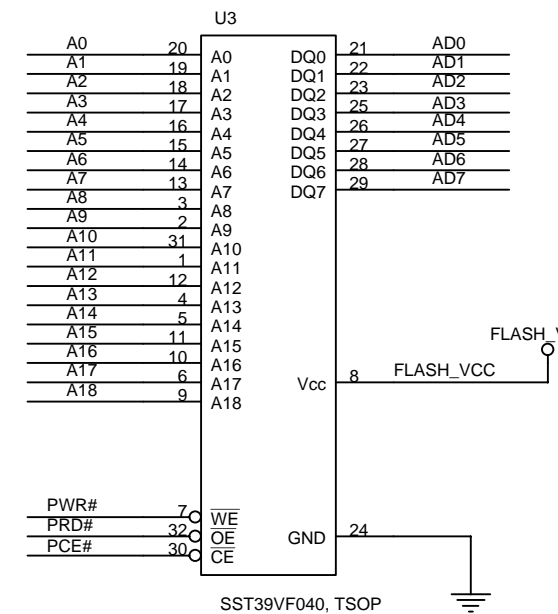 U3
A0 20 A0 DQ0 21 AD0
A1 19 A1 DQ1 22 AD1
A2 18 A2 DQ2 23 AD2
A3 17 A3 DQ3 25 AD3
A4 16 A4 DQ4 26 AD4
A5 15 A5 DQ5 27 AD5
A6 14 A6 DQ6 28 AD6
A7 13 A7 DQ7 29 AD7
A8 3 A8
A9 2 A9
A10 31 A10
A11 1 A11
A12 12 A12
A13 4 A13
A14 5 A14
A15 11 A15
FLASH_V
A16 10 A16
A17 6 A17 Vcc 8 FLASH_VCC
A18 9 A18
PWR# 7 WE
PRD# 32 OE GND 24
PCE# 30 CE
SST39VF040, TSOP